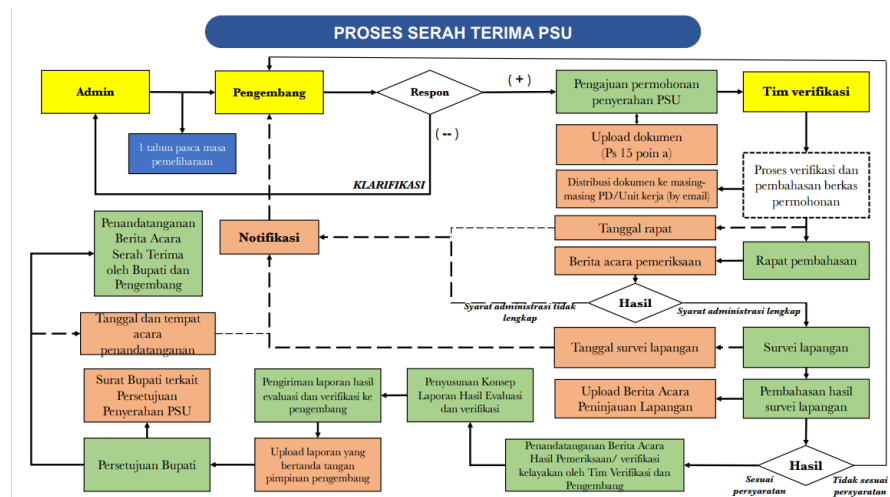 PROSES SERAH TERIMA PSU
Admin
Pengembang
Respon
( + )
Pengajuan permohonan
penyerahan PSU
Tim verifikasi
1 tahun pasca masa
pemeliharaan
( -- )
KLARIFIKASI
Upload dokumen
(Ps 15 poin a)
Proses verifikasi dan
pembahasan berkas
permohonan
Distribusi dokumen ke masing-
masing PD/Unit kerja (by email)
Penandatanganan
Berita Acara
Serah Terima
oleh Bupati dan
Pengembang
Notifikasi
Tanggal rapat
Berita acara pemeriksaan
Rapat pembahasan
Hasil
Syarat administrasi tidak
lengkap
Syarat administrasi lengkap
Tanggal dan tempat
acara
penandatanganan
Tanggal survei lapangan
Survei lapangan
Surat Bupati terkait
Persetujuan
Penyerahan PSU
Pengiriman laporan hasil
evaluasi dan verifikasi ke
pengembang
Penyusunan Konsep
Laporan Hasil Evaluasi
dan verifikasi
Upload Berita Acara
Peninjauan Lapangan
Pembahasan hasil
survei lapangan
Persetujuan Bupati
Upload laporan yang
bertanda tangan
pimpinan pengembang
Penandatanganan Berita Acara
Hasil Pemeriksaan/ verifikasi
kelayakan oleh Tim Verifikasi dan
Pengembang
Hasil
Sesuai
persyaratan
Tidak sesuai
persyaratan